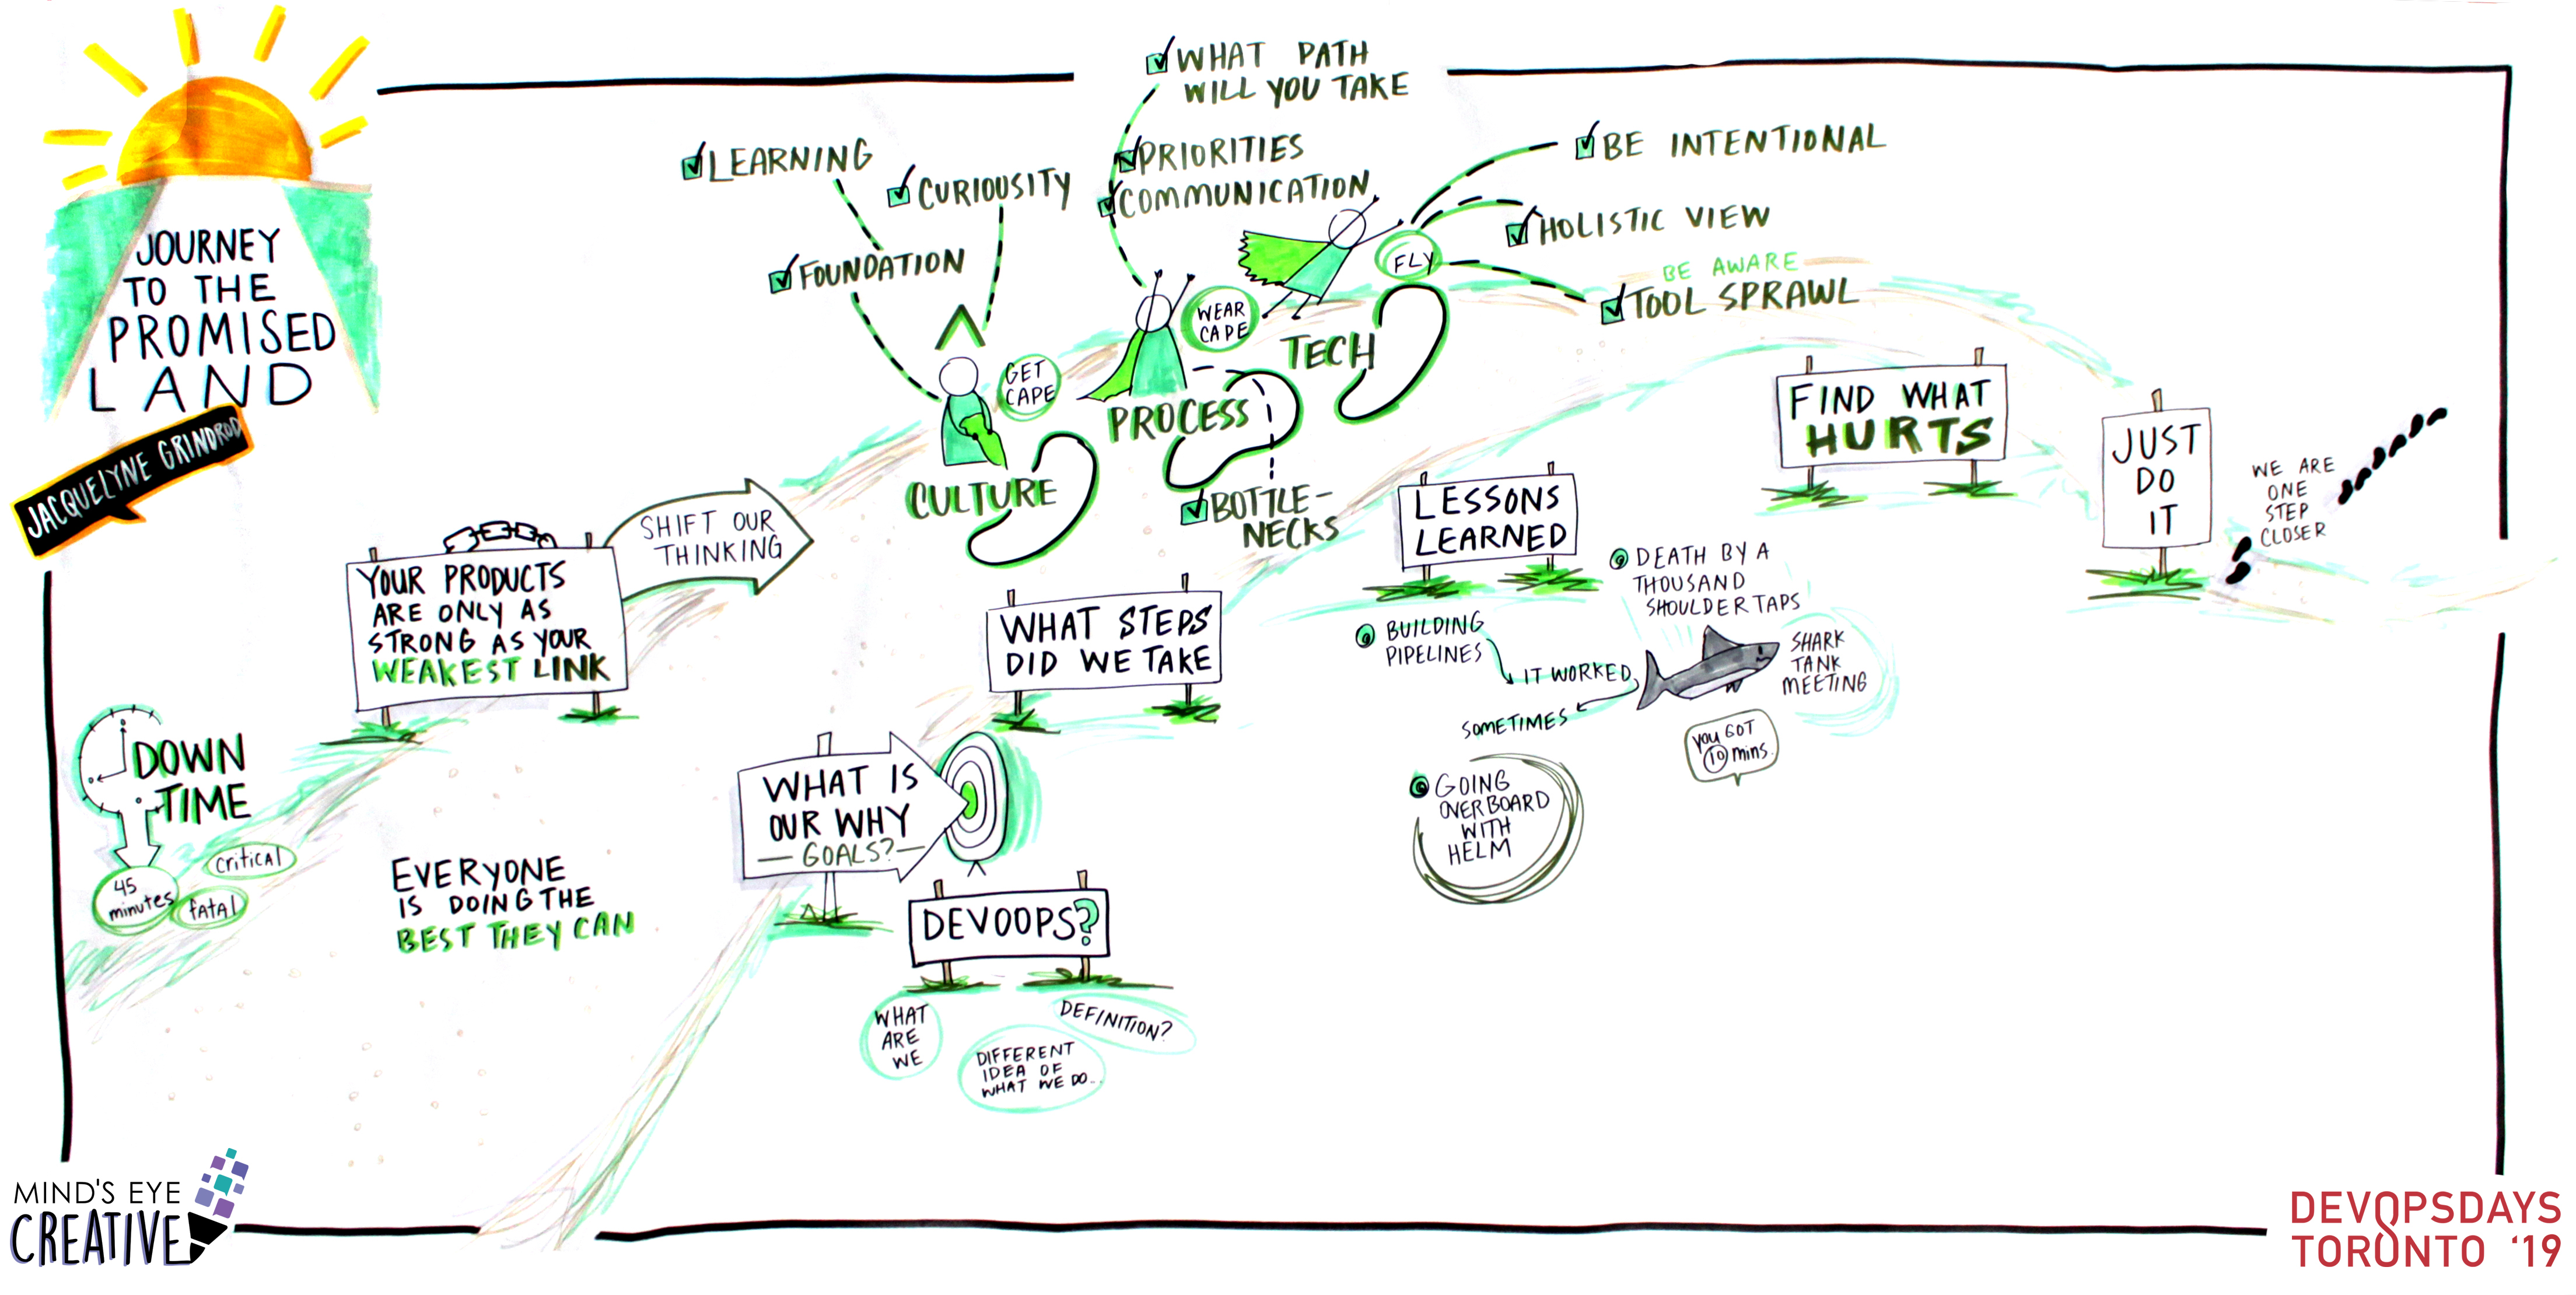 JOURNEY
TO THE
PROMISED
LAND
JACQUELYNE GRINDROD
DOWN
TIME
45
minutes
critical
fatal
YOUR PRODUCTS
ARE ONLY AS
STRONG AS YOUR
WEAKEST LINK
SHIFT OUR
THINKING
EVERYONE
IS DOING THE
BEST THEY CAN
LEARNING
CURIOUSITY
FOUNDATION
GET
CAPE
CULTURE
WHAT PATH
WILL YOU TAKE
PRIORITIES
COMMUNICATION
WEAR
CAPE
PROCESS
BOTTLE-
NECKS
FLY
TECH
BE INTENTIONAL
HOLISTIC VIEW
BE AWARE
TOOL SPRAWL
WHAT IS
OUR WHY
— GOALS? —
DEVOOPS?
WHAT
ARE
WE
DIFFERENT
IDEA OF
WHAT WE DO...
DEFINITION?
WHAT STEPS
DID WE TAKE
LESSONS
LEARNED
BUILDING
PIPELINES
IT WORKED
SOMETIMES
DEATH BY A
THOUSAND
SHOULDER TAPS
SHARK
TANK
MEETING
YOU GOT
10 mins.
GOING
OVERBOARD
WITH
HELM
FIND WHAT
HURTS
JUST
DO
IT
WE ARE
ONE
STEP
CLOSER
MIND'S EYE
CREATIVE
DEVOPSDAYS
TORONTO '19